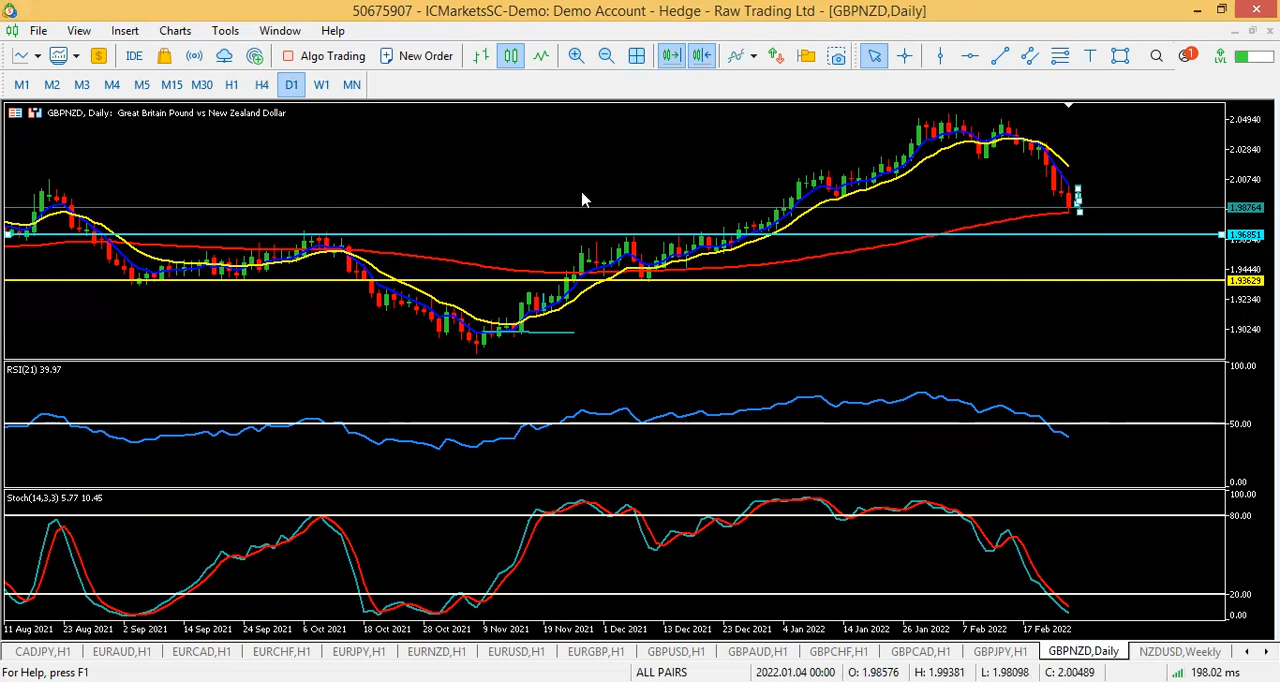 50675907 - ICMarketsSC-Demo: Demo Account - Hedge - Raw Trading Ltd - [GBPNZD,Daily]
File View Insert Charts Tools Window Help
IDE Algo Trading New Order 1 LVL
M1 M2 M3 M4 M5 M15 M30 H1 H4 D1 W1 MN
GBPNZD, Daily: Great Britain Pound vs New Zealand Dollar
2.04940
2.02840
2.00740
1.98764
1.96851
1.94440
1.93629
1.92340
1.90240
RSI(21) 39.97
100.00
50.00
0.00
Stoch(14,3,3) 5.77 10.45
100.00
80.00
20.00
0.00
11 Aug 2021 23 Aug 2021 2 Sep 2021 14 Sep 2021 24 Sep 2021 6 Oct 2021 18 Oct 2021 28 Oct 2021 9 Nov 2021 19 Nov 2021 1 Dec 2021 13 Dec 2021 23 Dec 2021 4 Jan 2022 14 Jan 2022 26 Jan 2022 7 Feb 2022 17 Feb 2022
CADJPY,H1 EURAUD,H1 EURCAD,H1 EURCHF,H1 EURJPY,H1 EURNZD,H1 EURUSD,H1 EURGBP,H1 GBPUSD,H1 GBPAUD,H1 GBPCHF,H1 GBPCAD,H1 GBPJPY,H1 GBPNZD,Daily NZDUSD,Weekly
For Help, press F1 ALL PAIRS 2022.01.04 00:00 O: 1.98576 H: 1.99381 L: 1.98098 C: 2.00489 198.02 ms